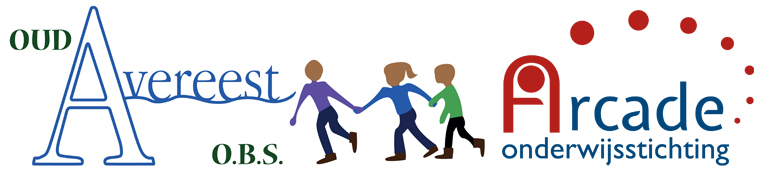 OUD
Avereest
O.B.S.
Arcade
onderwijsstichting